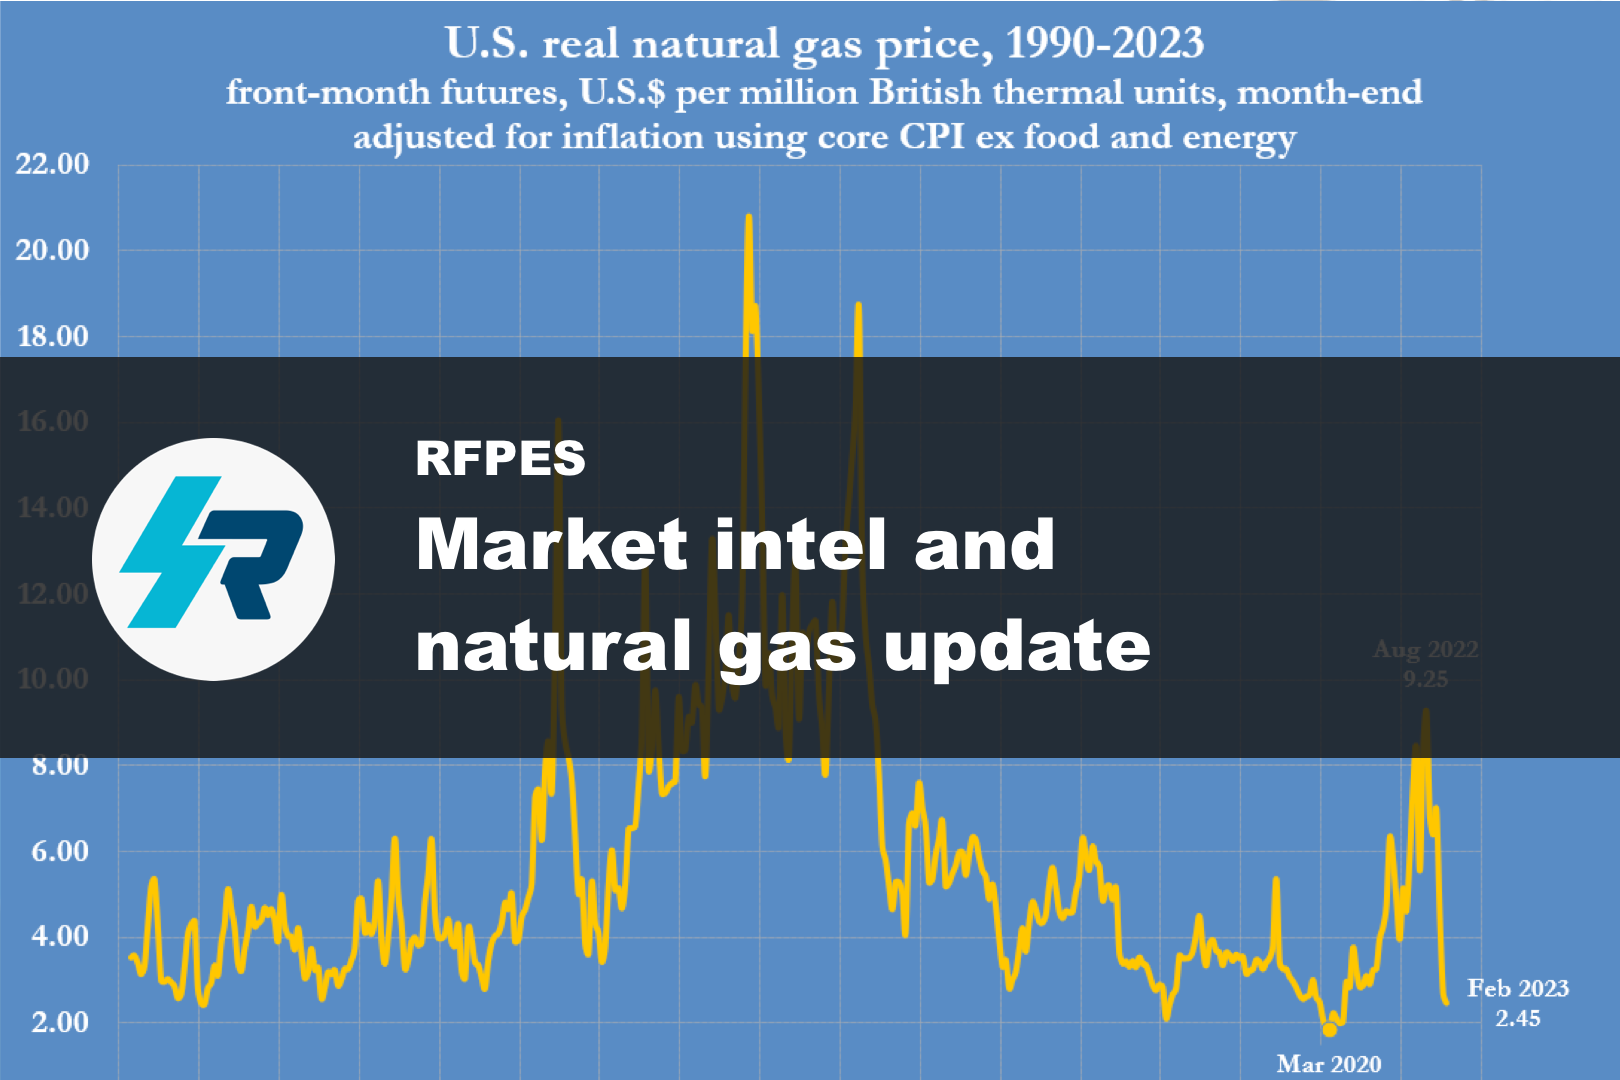 U.S. real natural gas price, 1990-2023
front-month futures, U.S.$ per million British thermal units, month-end
adjusted for inflation using core CPI ex food and energy
22.00
20.00
18.00
16.00
14.00
12.00
10.00
8.00
6.00
4.00
2.00
RFPES
Market intel and
natural gas update
R
Aug 2022
9.25
Feb 2023
2.45
Mar 2020